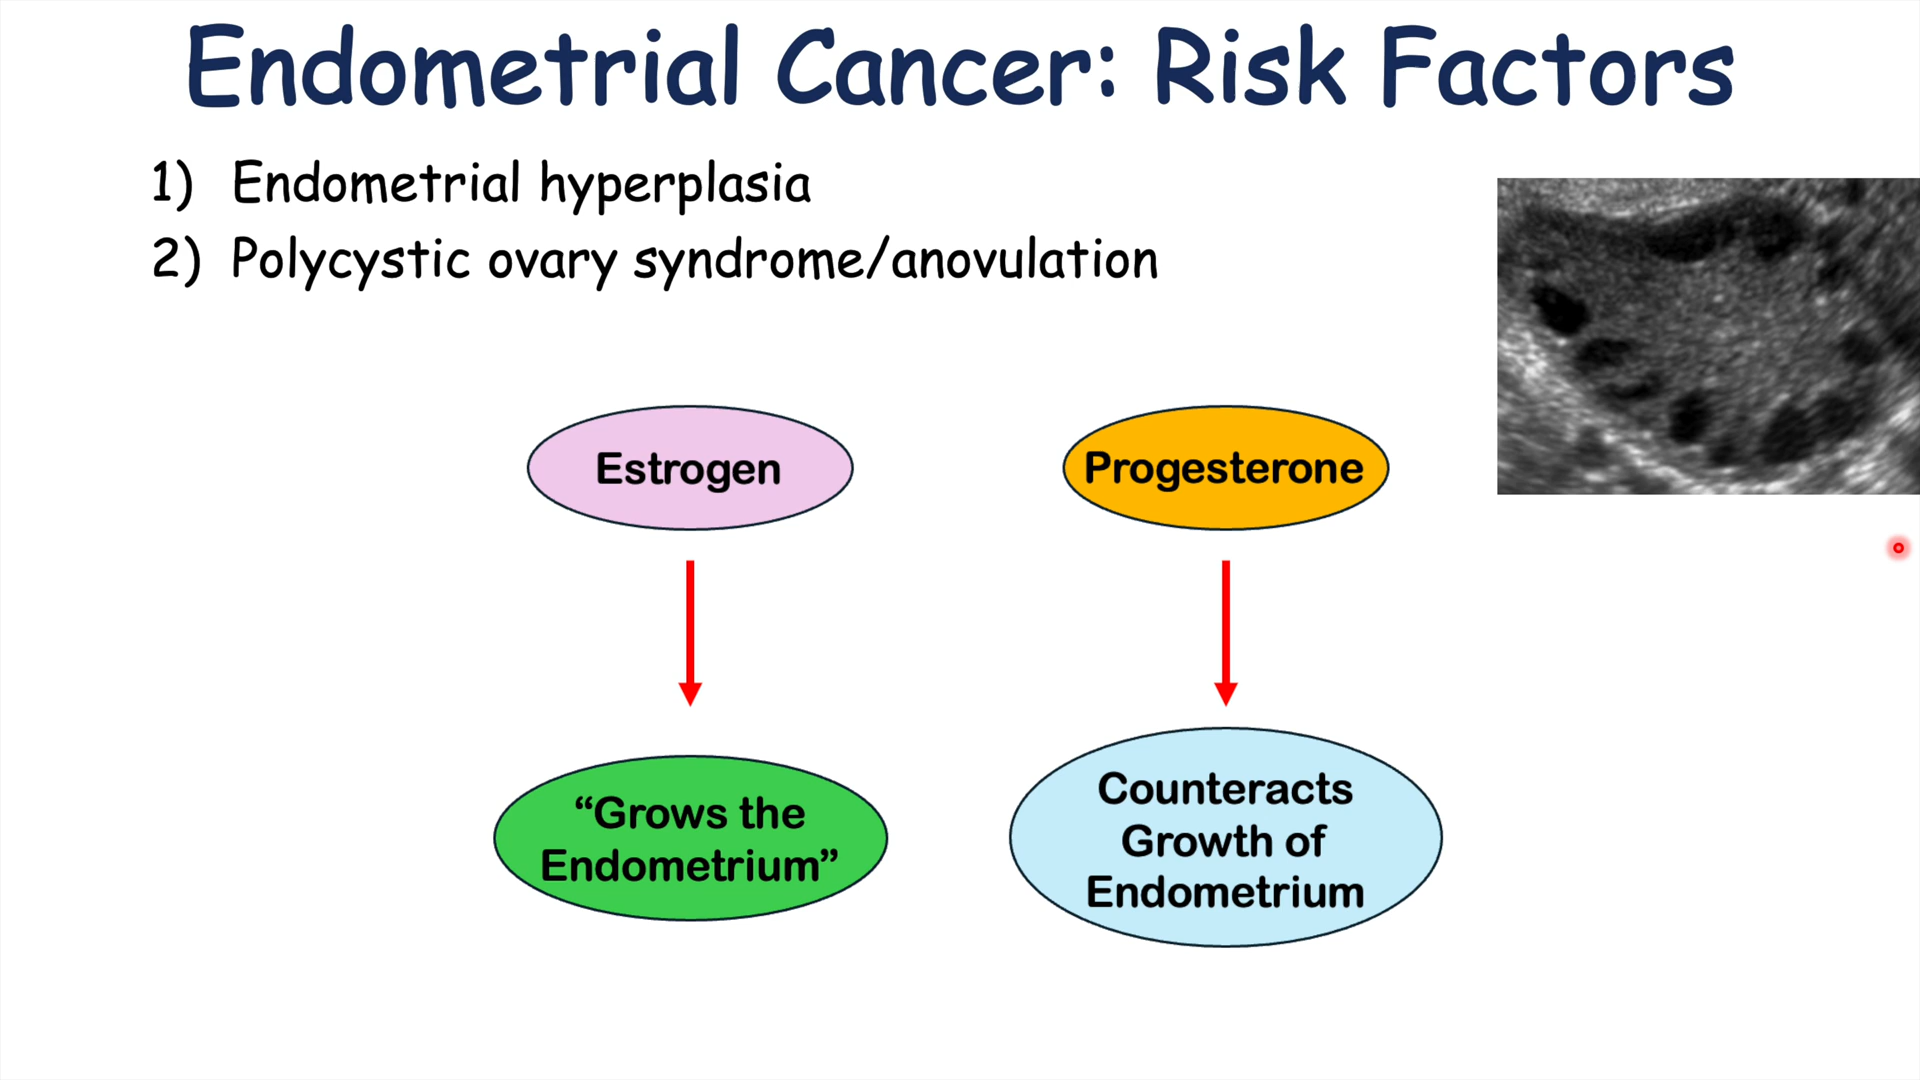 Endometrial Cancer: Risk Factors
1) Endometrial hyperplasia
2) Polycystic ovary syndrome/anovulation
Estrogen
Progesterone
“Grows the
Endometrium”
Counteracts
Growth of
Endometrium